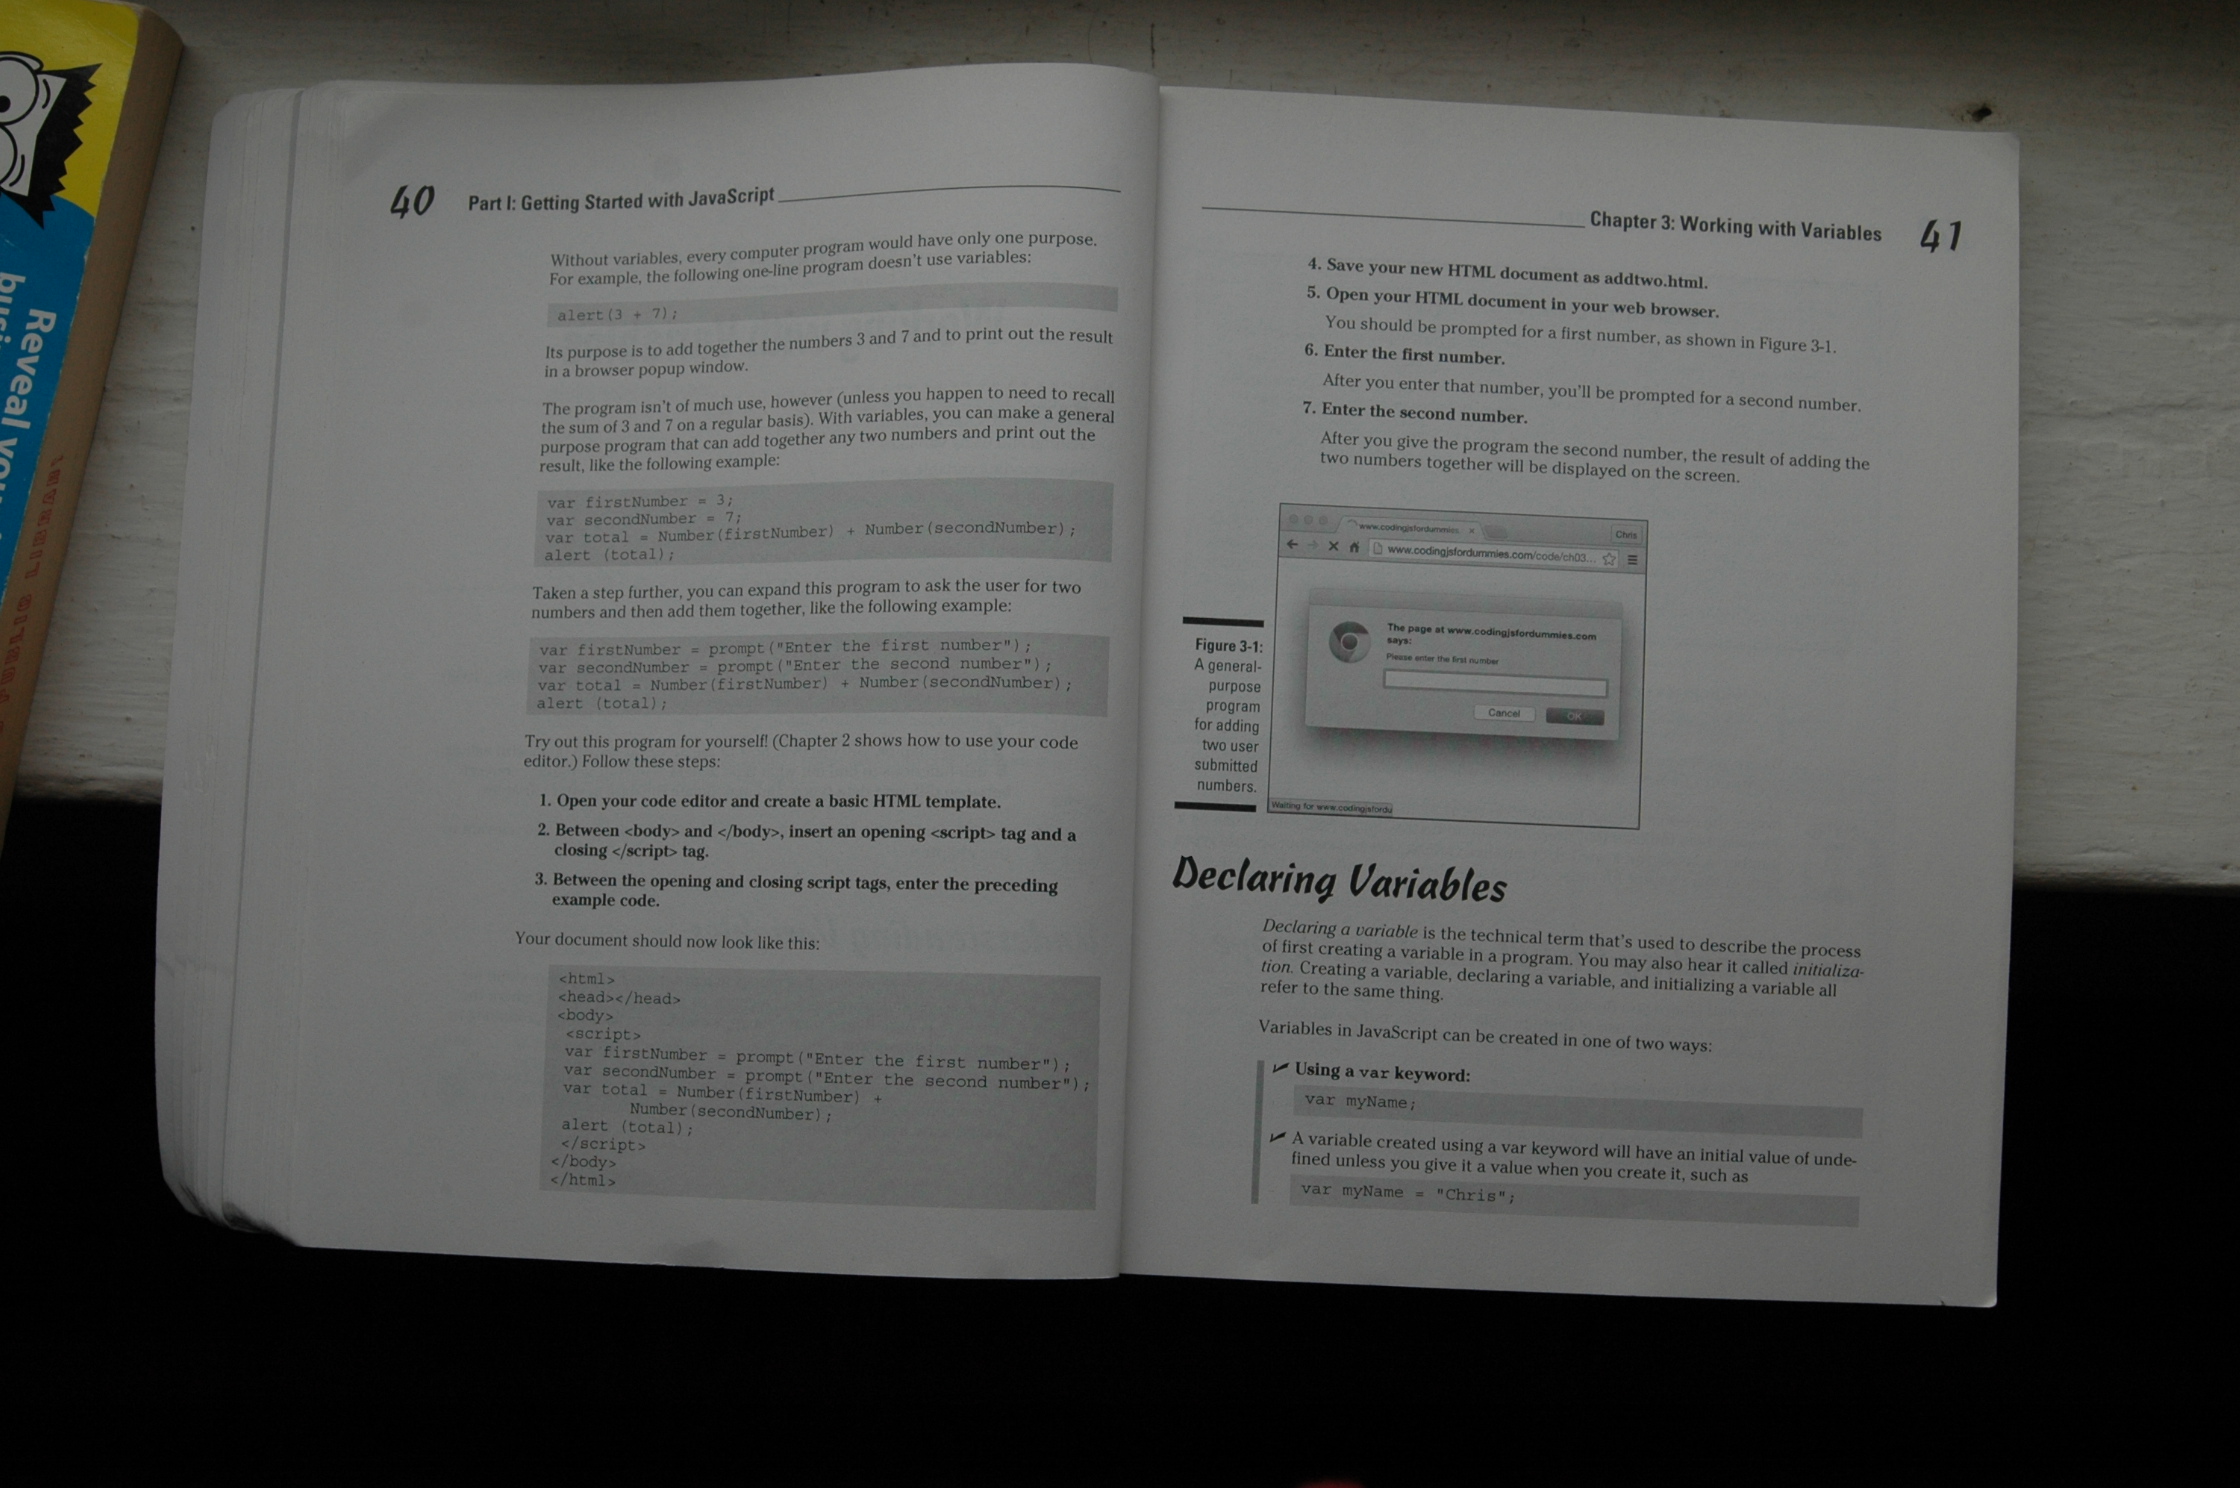 Reveal your
40 Part I: Getting Started with JavaScript
Without variables, every computer program would have only one purpose.
For example, the following one-line program doesn't use variables:
alert(3 + 7);
Its purpose is to add together the numbers 3 and 7 and to print out the result
in a browser popup window.
The program isn't of much use, however (unless you happen to need to recall
the sum of 3 and 7 on a regular basis). With variables, you can make a general
purpose program that can add together any two numbers and print out the
result, like the following example:
var firstNumber = 3;
var secondNumber = 7;
var total = Number(firstNumber) + Number(secondNumber);
alert (total);
Taken a step further, you can expand this program to ask the user for two
numbers and then add them together, like the following example:
var firstNumber = prompt("Enter the first number");
var secondNumber = prompt("Enter the second number");
var total = Number(firstNumber) + Number(secondNumber);
alert (total);
Try out this program for yourself! (Chapter 2 shows how to use your code
editor.) Follow these steps:
1. Open your code editor and create a basic HTML template.
2. Between <body> and </body>, insert an opening <script> tag and a
closing </script> tag.
3. Between the opening and closing script tags, enter the preceding
example code.
Your document should now look like this:
<html>
<head></head>
<body>
<script>
var firstNumber = prompt("Enter the first number");
var secondNumber = prompt("Enter the second number");
var total = Number(firstNumber) +
Number(secondNumber);
alert (total);
</script>
</body>
</html>
Chapter 3: Working with Variables 41
4. Save your new HTML document as addtwo.html.
5. Open your HTML document in your web browser.
You should be prompted for a first number, as shown in Figure 3-1.
6. Enter the first number.
After you enter that number, you'll be prompted for a second number.
7. Enter the second number.
After you give the program the second number, the result of adding the
two numbers together will be displayed on the screen.
www.codingjsfordummies × Chris
www.codingjsfordummies.com/code/ch03...
The page at www.codingjsfordummies.com
says:
Please enter the first number
Cancel OK
Waiting for www.codingjsfordu
Figure 3-1:
A general-
purpose
program
for adding
two user
submitted
numbers.
Declaring Variables
Declaring a variable is the technical term that's used to describe the process
of first creating a variable in a program. You may also hear it called initializa-
tion. Creating a variable, declaring a variable, and initializing a variable all
refer to the same thing.
Variables in JavaScript can be created in one of two ways:
✓ Using a var keyword:
var myName;
✓ A variable created using a var keyword will have an initial value of unde-
fined unless you give it a value when you create it, such as
var myName = "Chris";